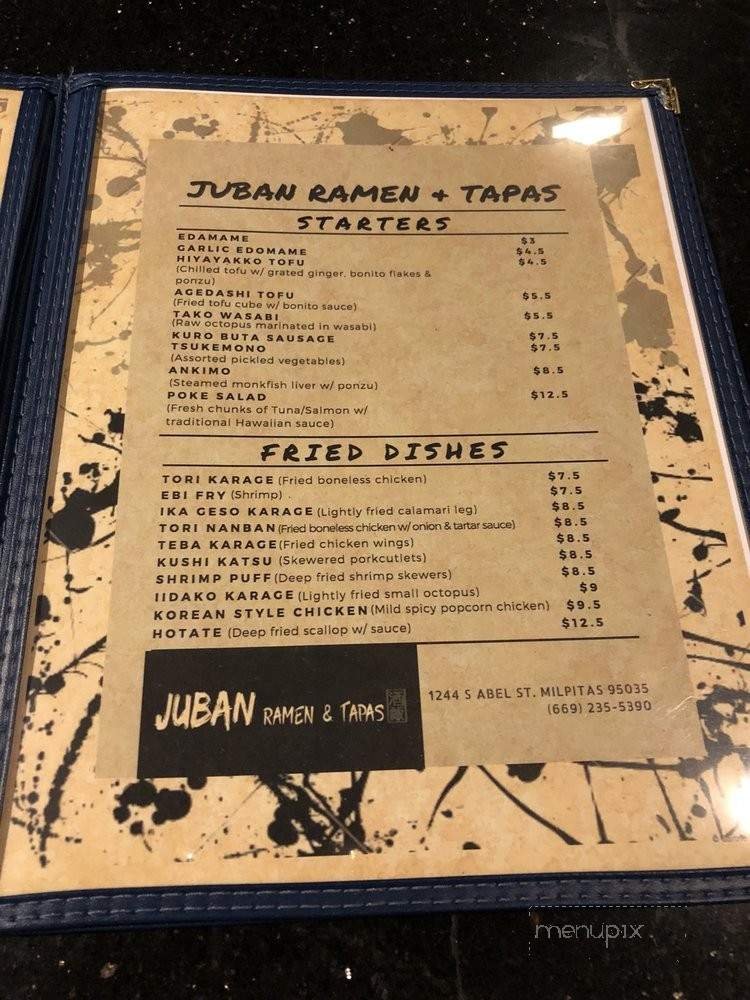 JUBAN RAMEN + TAPAS
STARTERS
EDAMAME $3
GARLIC EDOMAME $4.5
HIYAYAKKO TOFU $4.5
(Chilled tofu w/ grated ginger, bonito flakes &
ponzu)
AGEDASHI TOFU $5.5
(Fried tofu cube w/ bonito sauce)
TAKO WASABI $5.5
(Raw octopus marinated in wasabi)
KURO BUTA SAUSAGE $7.5
TSUKEMONO $7.5
(Assorted pickled vegetables)
ANKIMO $8.5
(Steamed monkfish liver w/ ponzu)
POKE SALAD $12.5
(Fresh chunks of Tuna/Salmon w/
traditional Hawaiian sauce)
FRIED DISHES
TORI KARAGE (Fried boneless chicken) $7.5
EBI FRY (Shrimp) . $7.5
IKA GESO KARAGE (Lightly fried calamari leg) $8.5
TORI NANBAN (Fried boneless chicken w/ onion & tartar sauce) $8.5
TEBA KARAGE (Fried chicken wings) $8.5
KUSHI KATSU (Skewered porkcutlets) $8.5
SHRIMP PUFF (Deep fried shrimp skewers) $8.5
IIDAKO KARAGE (Lightly fried small octopus) $9
KOREAN STYLE CHICKEN (Mild spicy popcorn chicken) $9.5
HOTATE (Deep fried scallop w/ sauce) $12.5
JUBAN RAMEN & TAPAS
1244 S ABEL ST. MILPITAS 95035
(669) 235-5390
menupix